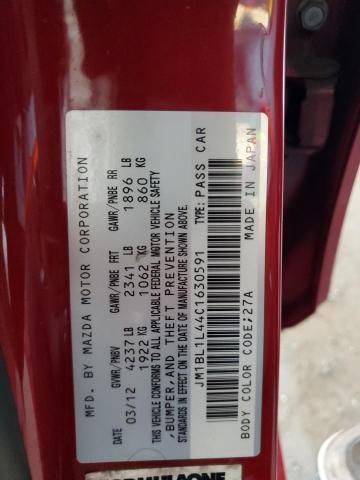 MFD. BY MAZDA MOTOR CORPORATION
DATE GVWR/PNBV GAWR/PNBE FRT GAWR/PNBE RR
03/12 4237 LB 2341 LB 1896 LB
1922 KG 1062 KG 860 KG
THIS VEHICLE CONFORMS TO ALL APPLICABLE FEDERAL MOTOR VEHICLE SAFETY
,BUMPER,AND THEFT PREVENTION
STANDARDS IN EFFECT ON THE DATE OF MANUFACTURE SHOWN ABOVE.
JM1BL1L44C1630591 TYPE: PASS CAR
BODY COLOR CODE;27A MADE IN JAPAN